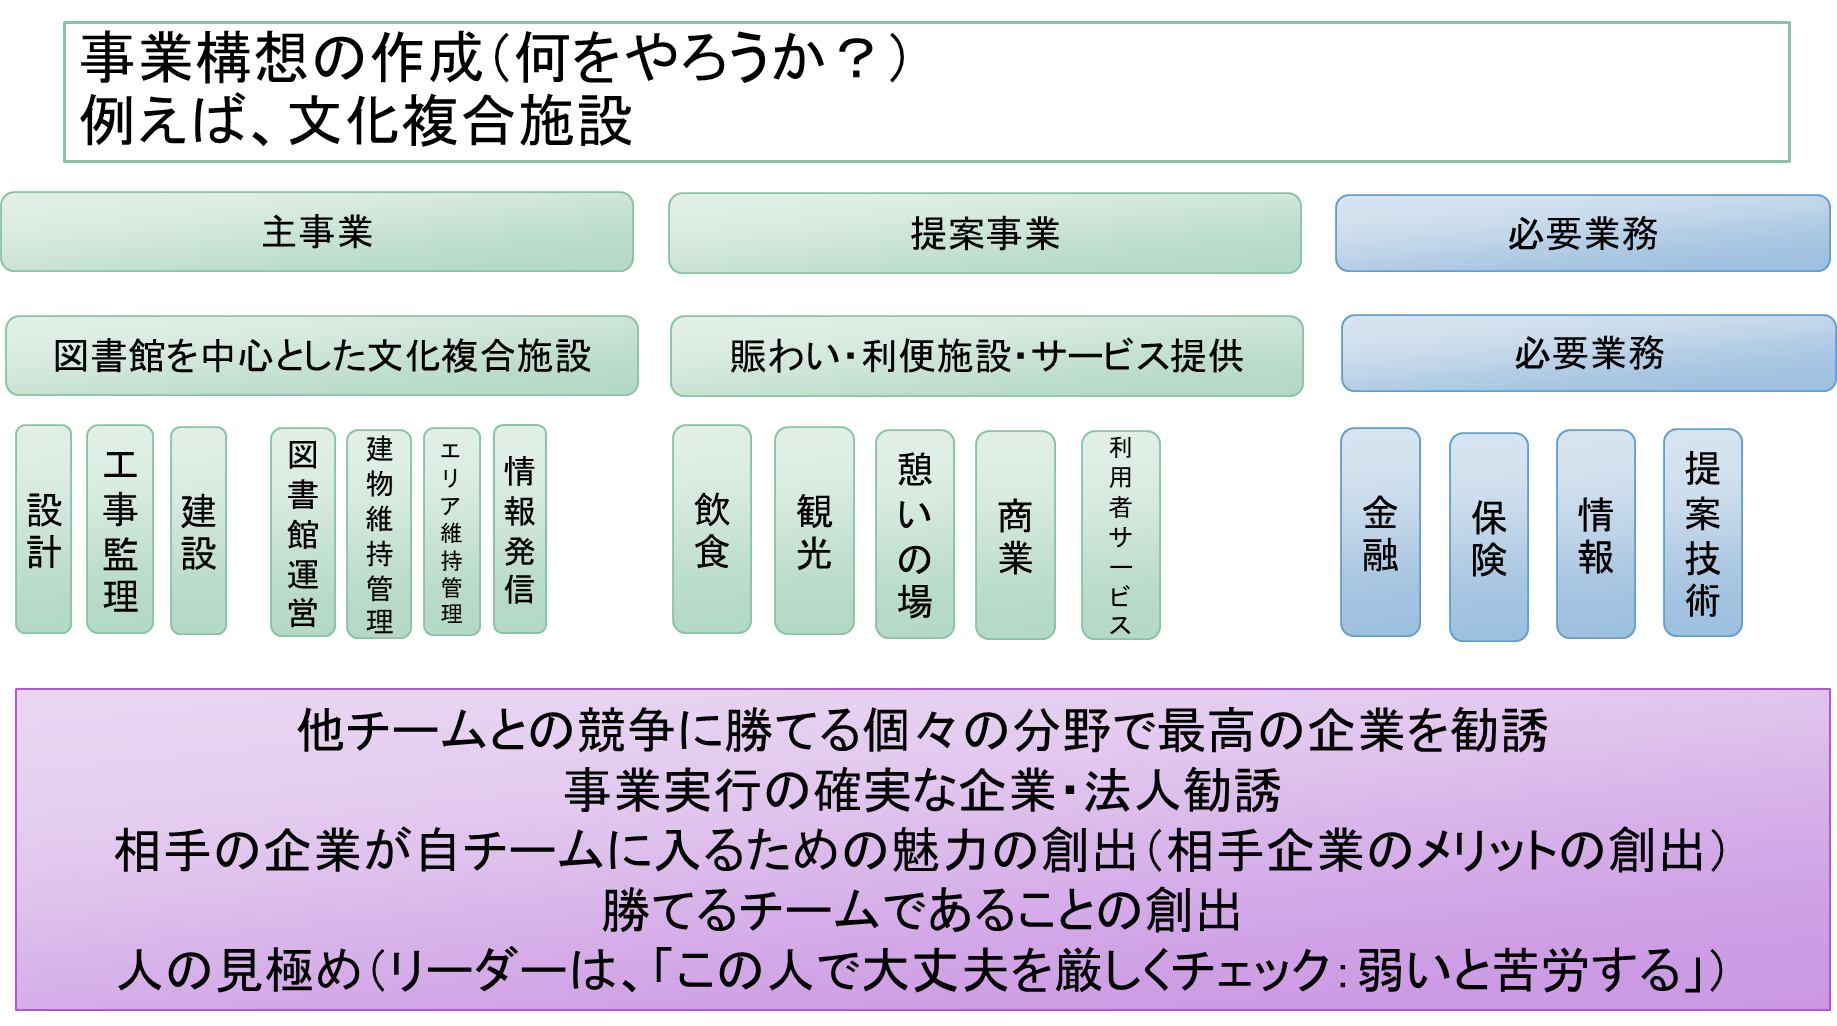 事業構想の作成（何をやろうか？）
例えば、文化複合施設
主事業
提案事業
必要業務
図書館を中心とした文化複合施設
賑わい・利便施設・サービス提供
必要業務
設計
工事監理
建設
図書館運営
建物維持管理
エリア維持管理
情報発信
飲食
観光
憩いの場
商業
利用者サービス
金融
保険
情報
提案技術
他チームとの競争に勝てる個々の分野で最高の企業を勧誘
事業実行の確実な企業・法人勧誘
相手の企業が自チームに入るための魅力の創出（相手企業のメリットの創出）
勝てるチームであることの創出
人の見極め（リーダーは、「この人で大丈夫を厳しくチェック：弱いと苦労する」）